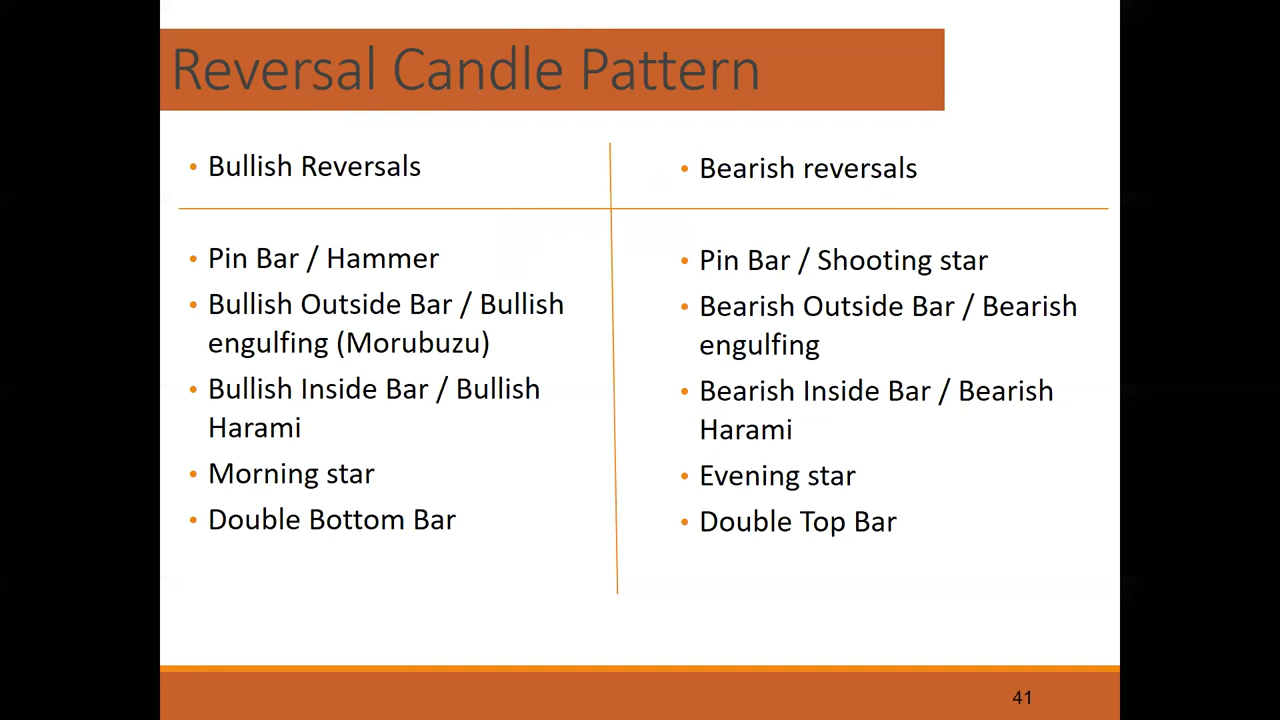 Reversal Candle Pattern
• Bullish Reversals
• Pin Bar / Hammer
• Bullish Outside Bar / Bullish
engulfing (Morubuzu)
• Bullish Inside Bar / Bullish
Harami
• Morning star
• Double Bottom Bar
• Bearish reversals
• Pin Bar / Shooting star
• Bearish Outside Bar / Bearish
engulfing
• Bearish Inside Bar / Bearish
Harami
• Evening star
• Double Top Bar
41